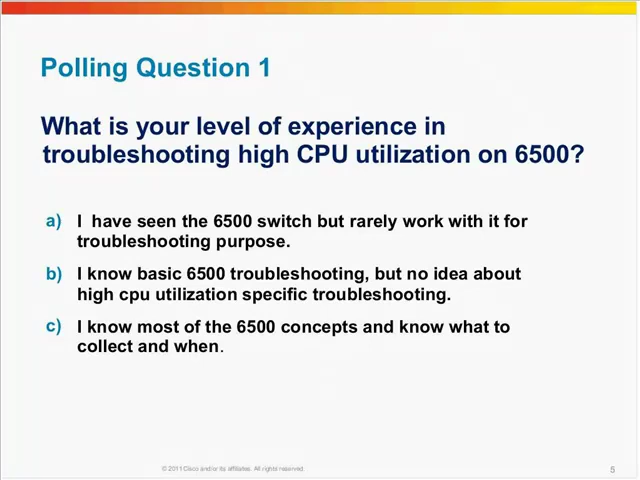 Polling Question 1
What is your level of experience in
troubleshooting high CPU utilization on 6500?
a) I have seen the 6500 switch but rarely work with it for
troubleshooting purpose.
b) I know basic 6500 troubleshooting, but no idea about
high cpu utilization specific troubleshooting.
c) I know most of the 6500 concepts and know what to
collect and when.
© 2011 Cisco and/or its affiliates. All rights reserved.
5